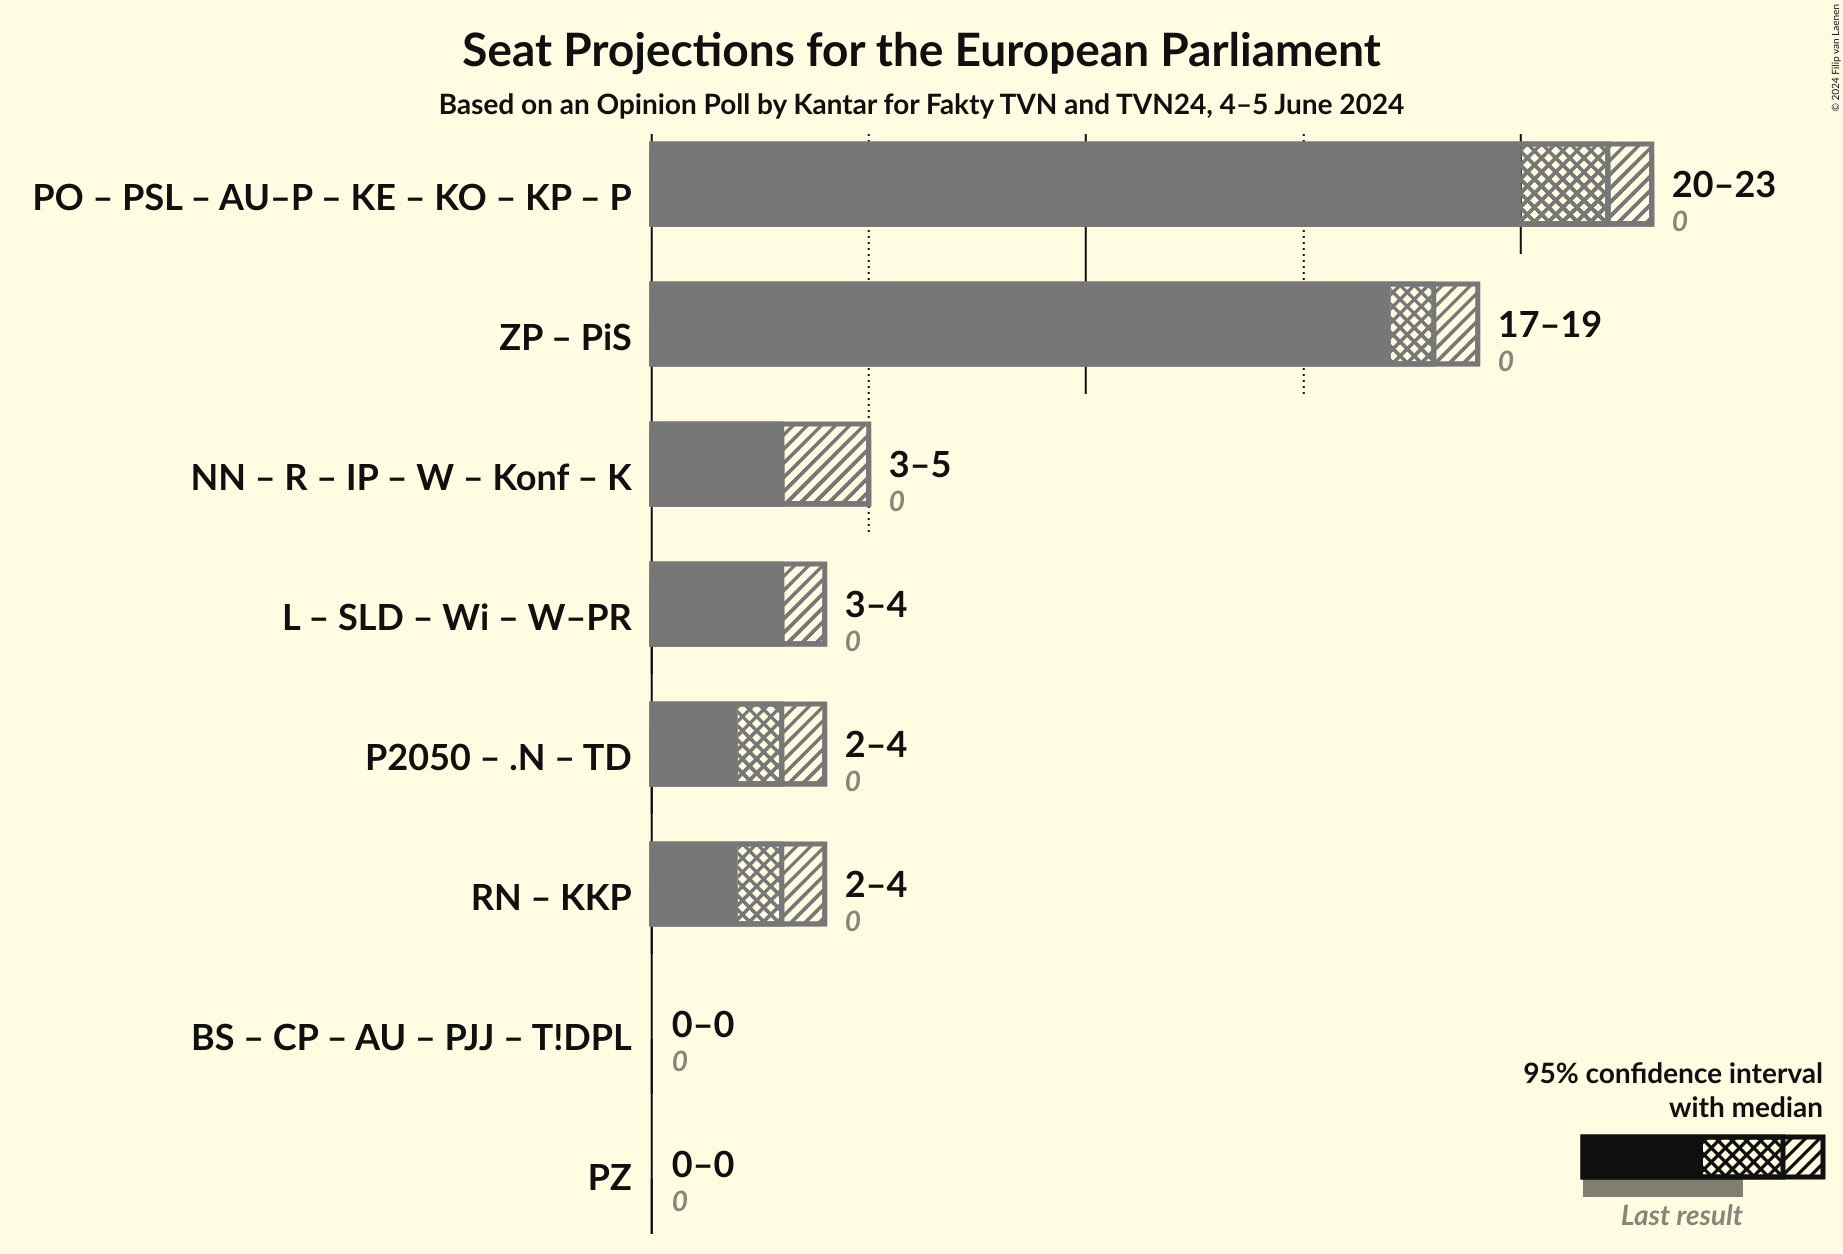 Seat Projections for the European Parliament
Based on an Opinion Poll by Kantar for Fakty TVN and TVN24, 4–5 June 2024
© 2024 Filip van Laenen
PO – PSL – AU–P – KE – KO – KP – P
20–23
0
ZP – PiS
17–19
0
NN – R – IP – W – Konf – K
3–5
0
L – SLD – Wi – W–PR
3–4
0
P2050 – .N – TD
2–4
0
RN – KKP
2–4
0
BS – CP – AU – PJJ – T!DPL
0–0
0
PZ
0–0
0
95% confidence interval
with median
Last result